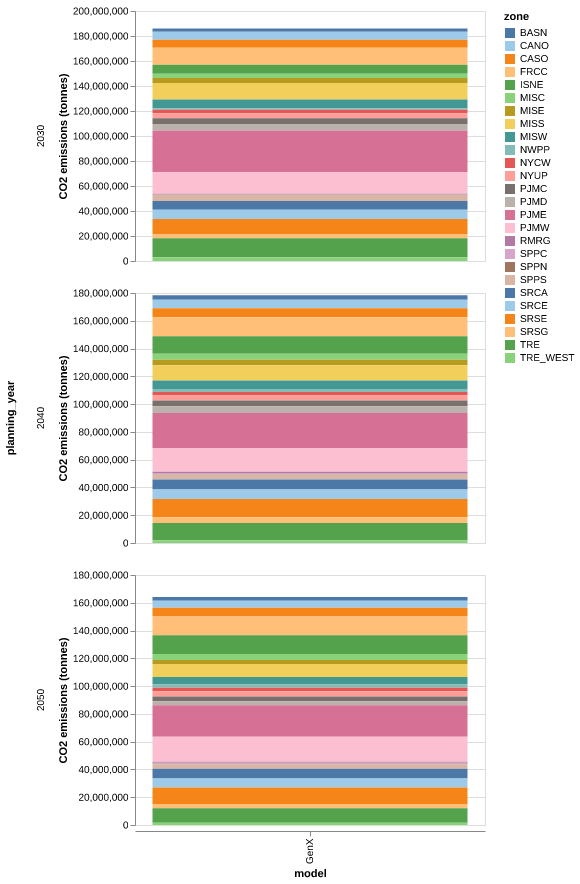 planning_year
2030
CO2 emissions (tonnes)
200,000,000
180,000,000
160,000,000
140,000,000
120,000,000
100,000,000
80,000,000
60,000,000
40,000,000
20,000,000
0
2040
CO2 emissions (tonnes)
180,000,000
160,000,000
140,000,000
120,000,000
100,000,000
80,000,000
60,000,000
40,000,000
20,000,000
0
2050
CO2 emissions (tonnes)
180,000,000
160,000,000
140,000,000
120,000,000
100,000,000
80,000,000
60,000,000
40,000,000
20,000,000
0
GenX
model
zone
BASN
CANO
CASO
FRCC
ISNE
MISC
MISE
MISS
MISW
NWPP
NYCW
NYUP
PJMC
PJMD
PJME
PJMW
RMRG
SPPC
SPPN
SPPS
SRCA
SRCE
SRSE
SRSG
TRE
TRE_WEST